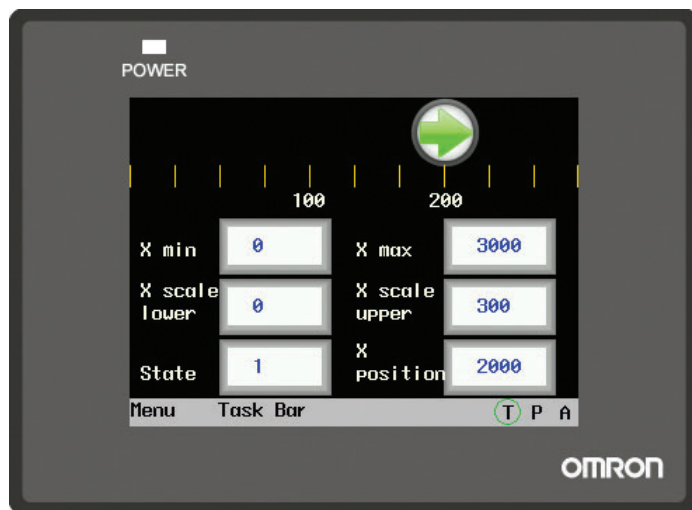 POWER
100 200
X min 0 X max 3000
X scale lower 0 X scale upper 300
State 1 X position 2000
Menu Task Bar T P A
OMRON